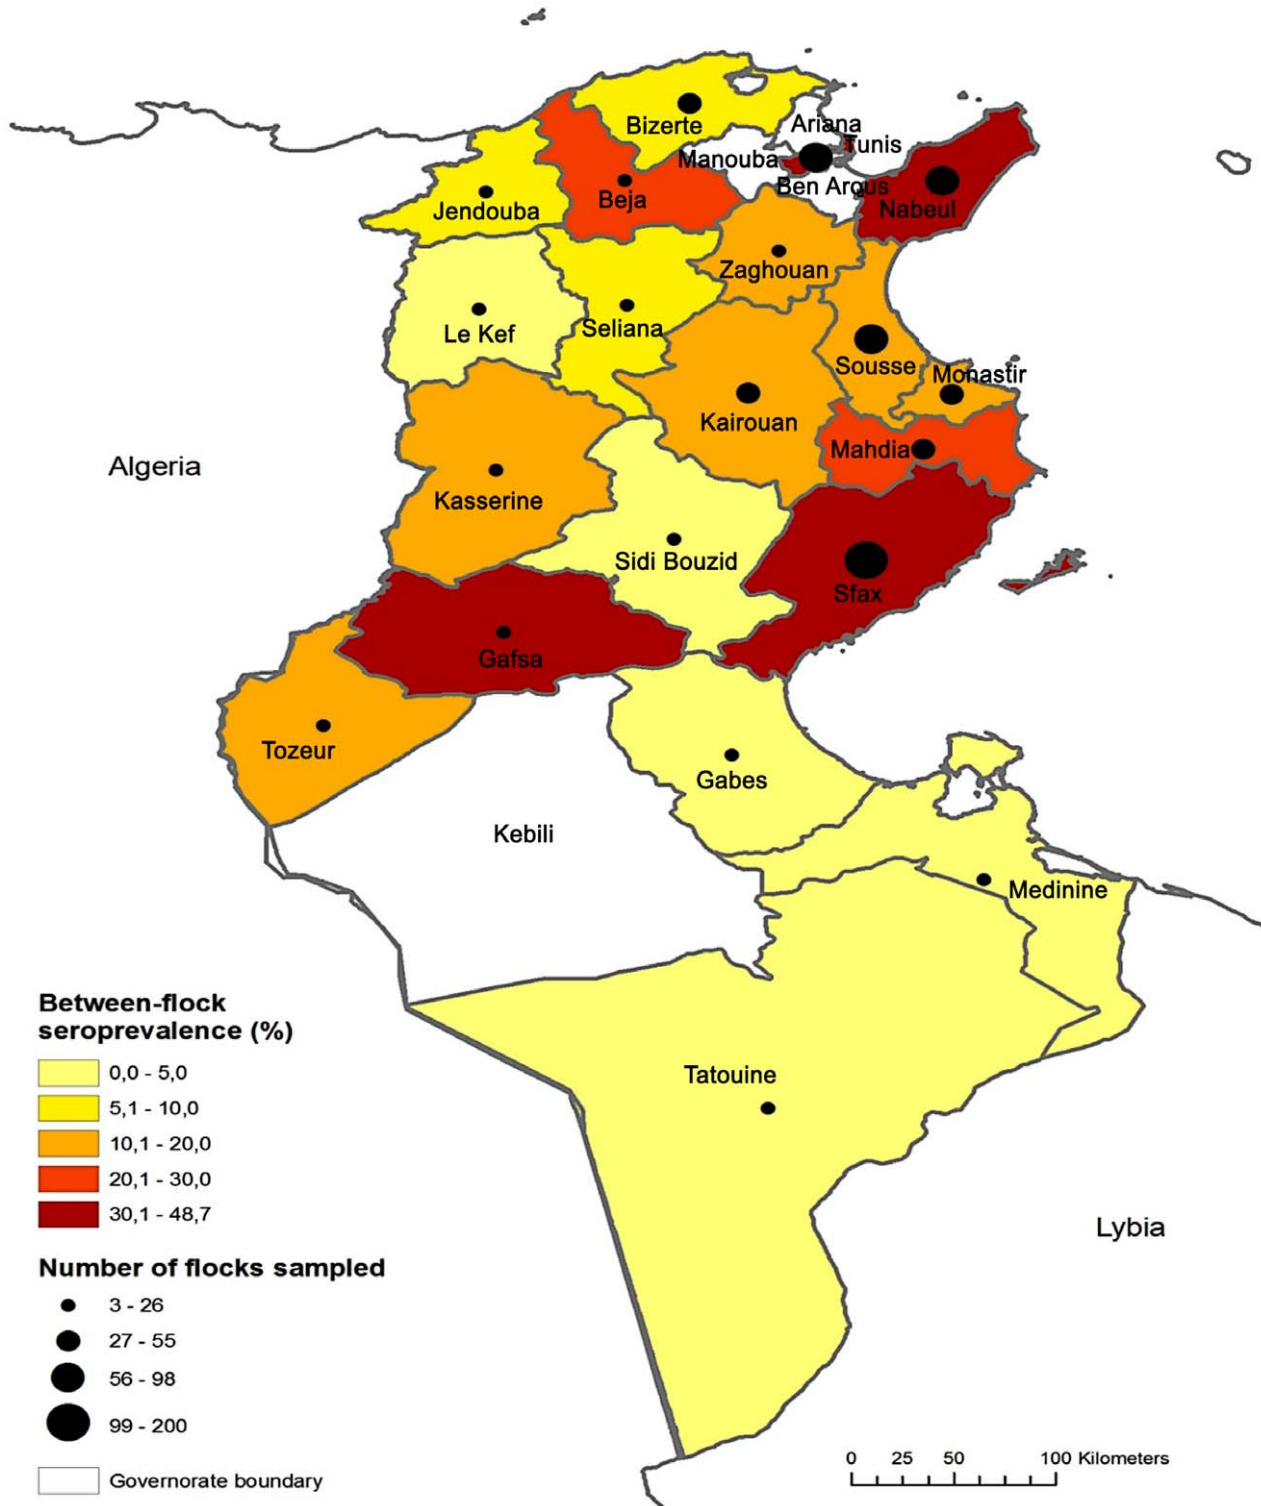 Bizerte
Ariana
Tunis
Manouba
Ben Arous
Nabeul
Jendouba
Beja
Zaghouan
Le Kef
Seliana
Sousse
Monastir
Kairouan
Mahdia
Algeria
Kasserine
Sidi Bouzid
Sfax
Gafsa
Tozeur
Gabes
Kebili
Medinine
Tatouine
Lybia
Between-flock
seroprevalence (%)
0,0 - 5,0
5,1 - 10,0
10,1 - 20,0
20,1 - 30,0
30,1 - 48,7
Number of flocks sampled
3 - 26
27 - 55
56 - 98
99 - 200
Governorate boundary
0 25 50 100 Kilometers